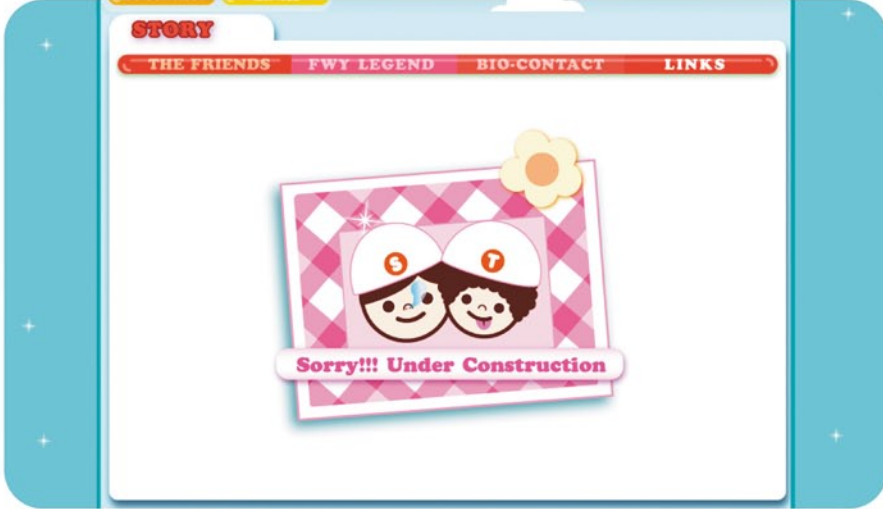 STORY
THE FRIENDS FWY LEGEND BIO-CONTACT LINKS
S T
Sorry!!! Under Construction